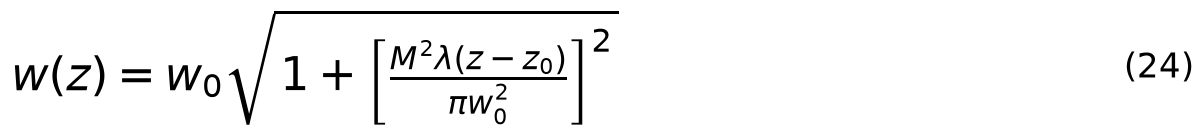 w(z) = w₀√(1 + [M²λ(z − z₀) / πw₀²]²) (24)